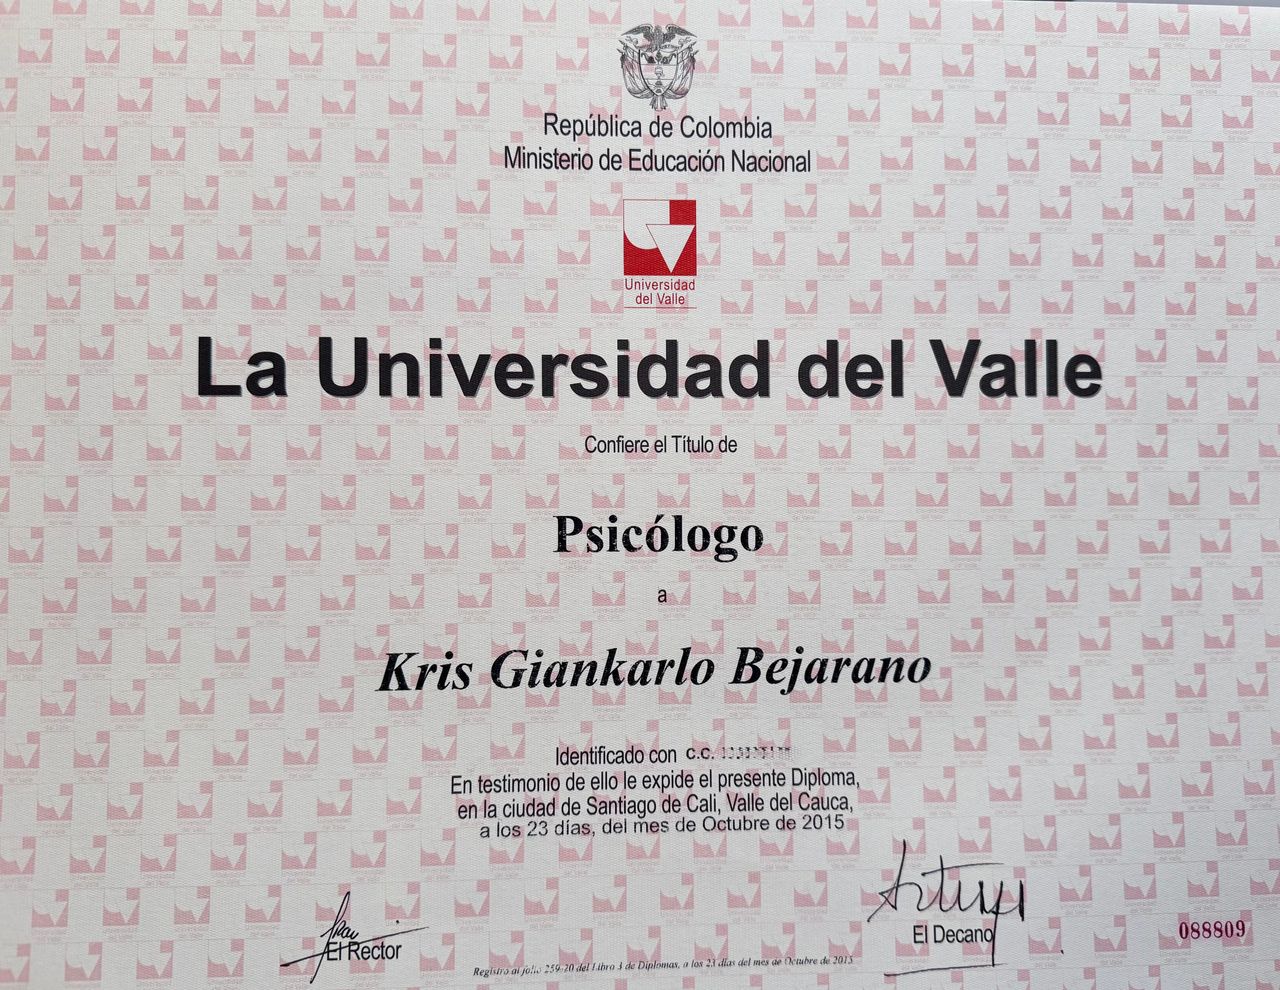 República de Colombia
Ministerio de Educación Nacional
Universidad
del Valle
La Universidad del Valle
Confiere el Título de
Psicólogo
a
Kris Giankarlo Bejarano
Identificado con C.C.
En testimonio de ello le expide el presente Diploma,
en la ciudad de Santiago de Cali, Valle del Cauca,
a los 23 días, del mes de Octubre de 2015
El Rector
El Decano
088809
Registro al folio 259-20 del Libro 3 de Diplomas, a los 23 días del mes de Octubre de 2015